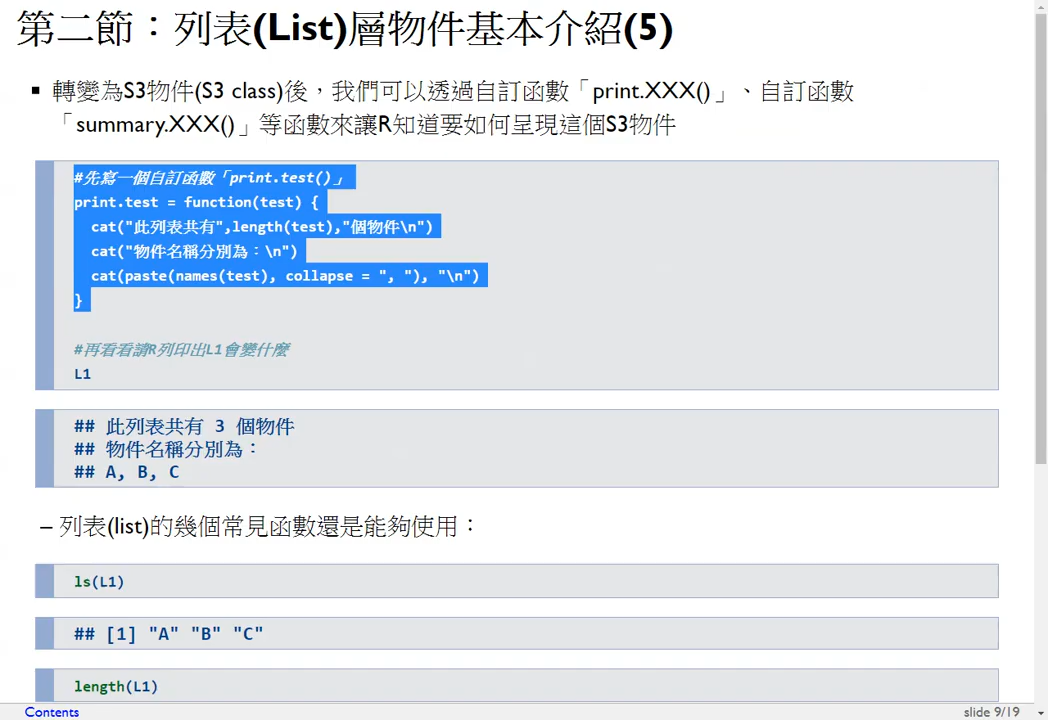 第二節：列表(List)層物件基本介紹(5)
轉變為S3物件(S3 class)後，我們可以透過自訂函數「print.XXX()」、自訂函數
「summary.XXX()」等函數來讓R知道要如何呈現這個S3物件
#先寫一個自訂函數「print.test()」
print.test = function(test) {
  cat("此列表共有",length(test),"個物件\n")
  cat("物件名稱分別為：\n")
  cat(paste(names(test), collapse = ", "), "\n")
}
#再看看請R列印出L1會變什麼
L1
## 此列表共有 3 個物件
## 物件名稱分別為：
## A, B, C
– 列表(list)的幾個常見函數還是能夠使用：
ls(L1)
## [1] "A" "B" "C"
length(L1)
Contents
slide 9/19